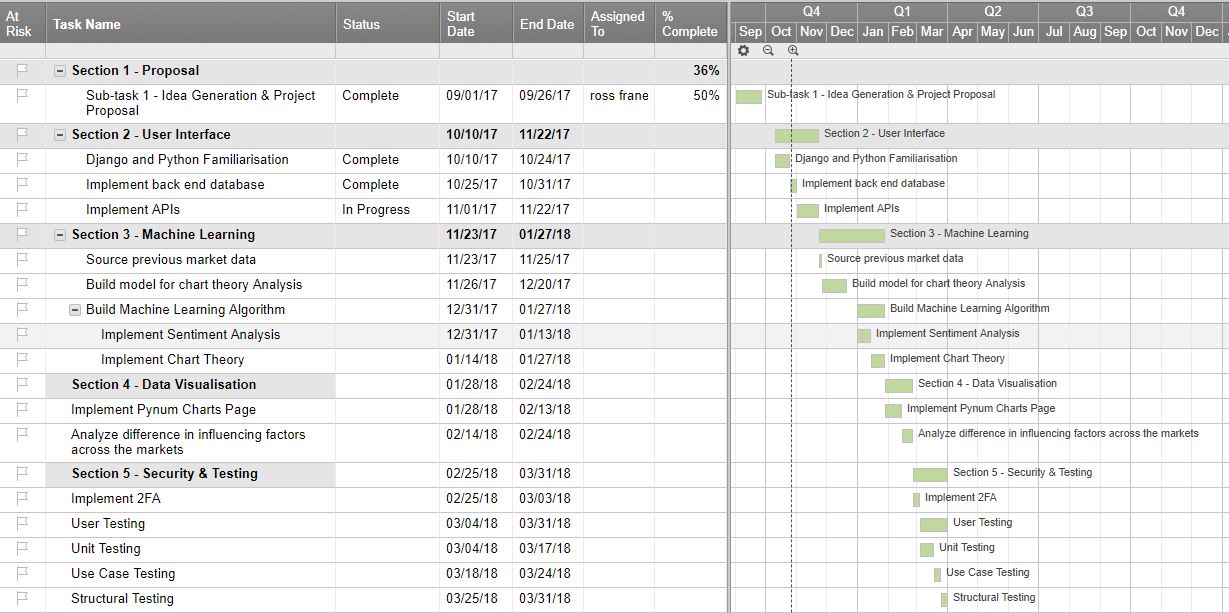 At Risk Task Name Status Start Date End Date Assigned To % Complete
Q4 Q1 Q2 Q3 Q4
Sep Oct Nov Dec Jan Feb Mar Apr May Jun Jul Aug Sep Oct Nov Dec
Section 1 - Proposal 36%
Sub-task 1 - Idea Generation & Project Complete 09/01/17 09/26/17 ross frane 50% Sub-task 1 - Idea Generation & Project Proposal
Proposal
Section 2 - User Interface 10/10/17 11/22/17 Section 2 - User Interface
Django and Python Familiarisation Complete 10/10/17 10/24/17 Django and Python Familiarisation
Implement back end database Complete 10/25/17 10/31/17 Implement back end database
Implement APIs In Progress 11/01/17 11/22/17 Implement APIs
Section 3 - Machine Learning 11/23/17 01/27/18 Section 3 - Machine Learning
Source previous market data 11/23/17 11/25/17 Source previous market data
Build model for chart theory Analysis 11/26/17 12/20/17 Build model for chart theory Analysis
Build Machine Learning Algorithm 12/31/17 01/27/18 Build Machine Learning Algorithm
Implement Sentiment Analysis 12/31/17 01/13/18 Implement Sentiment Analysis
Implement Chart Theory 01/14/18 01/27/18 Implement Chart Theory
Section 4 - Data Visualisation 01/28/18 02/24/18 Section 4 - Data Visualisation
Implement Pynum Charts Page 01/28/18 02/13/18 Implement Pynum Charts Page
Analyze difference in influencing factors 02/14/18 02/24/18 Analyze difference in influencing factors across the markets
across the markets
Section 5 - Security & Testing 02/25/18 03/31/18 Section 5 - Security & Testing
Implement 2FA 02/25/18 03/03/18 Implement 2FA
User Testing 03/04/18 03/31/18 User Testing
Unit Testing 03/04/18 03/17/18 Unit Testing
Use Case Testing 03/18/18 03/24/18 Use Case Testing
Structural Testing 03/25/18 03/31/18 Structural Testing